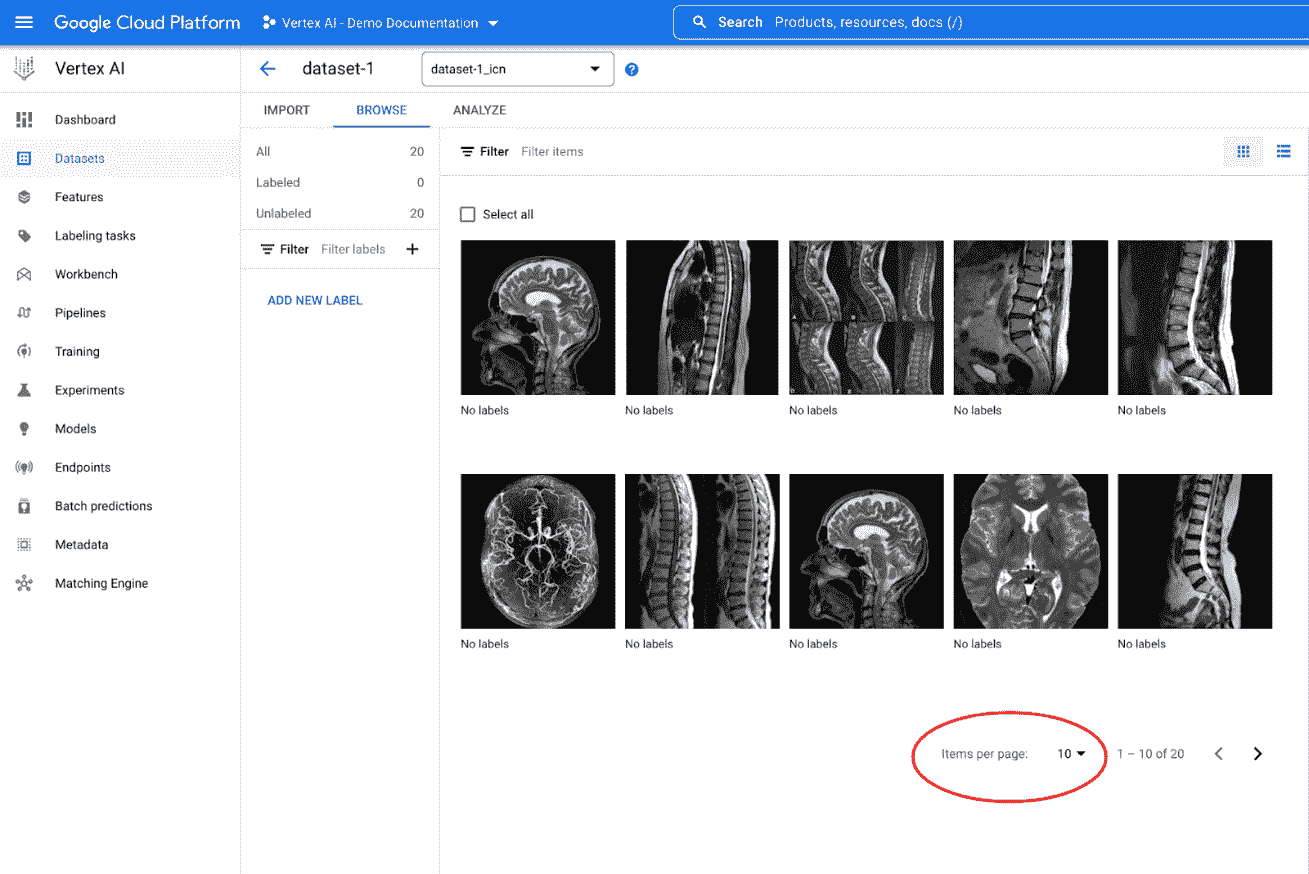 Google Cloud Platform Vertex AI - Demo Documentation Search Products, resources, docs (/)
Vertex AI
dataset-1 dataset-1_icn
IMPORT BROWSE ANALYZE
Dashboard
Datasets
Features
Labeling tasks
Workbench
Pipelines
Training
Experiments
Models
Endpoints
Batch predictions
Metadata
Matching Engine
All 20
Labeled 0
Unlabeled 20
Filter Filter labels +
ADD NEW LABEL
Filter Filter items
Select all
No labels No labels No labels No labels No labels
No labels No labels No labels No labels No labels
Items per page: 10 1 – 10 of 20